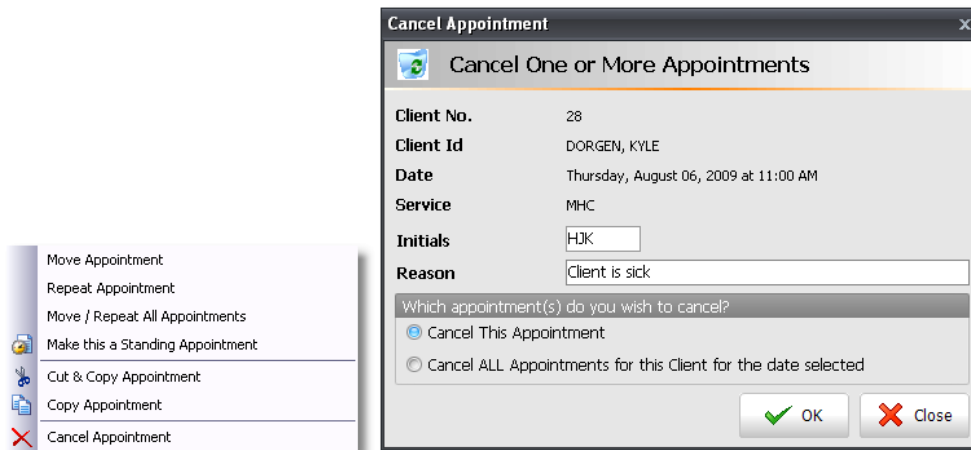 Cancel Appointment x
Cancel One or More Appointments
Client No. 28
Client Id DORGEN, KYLE
Date Thursday, August 06, 2009 at 11:00 AM
Service MHC
Initials HJK
Reason Client is sick
Which appointment(s) do you wish to cancel?
Cancel This Appointment
Cancel ALL Appointments for this Client for the date selected
OK Close
Move Appointment
Repeat Appointment
Move / Repeat All Appointments
Make this a Standing Appointment
Cut & Copy Appointment
Copy Appointment
Cancel Appointment